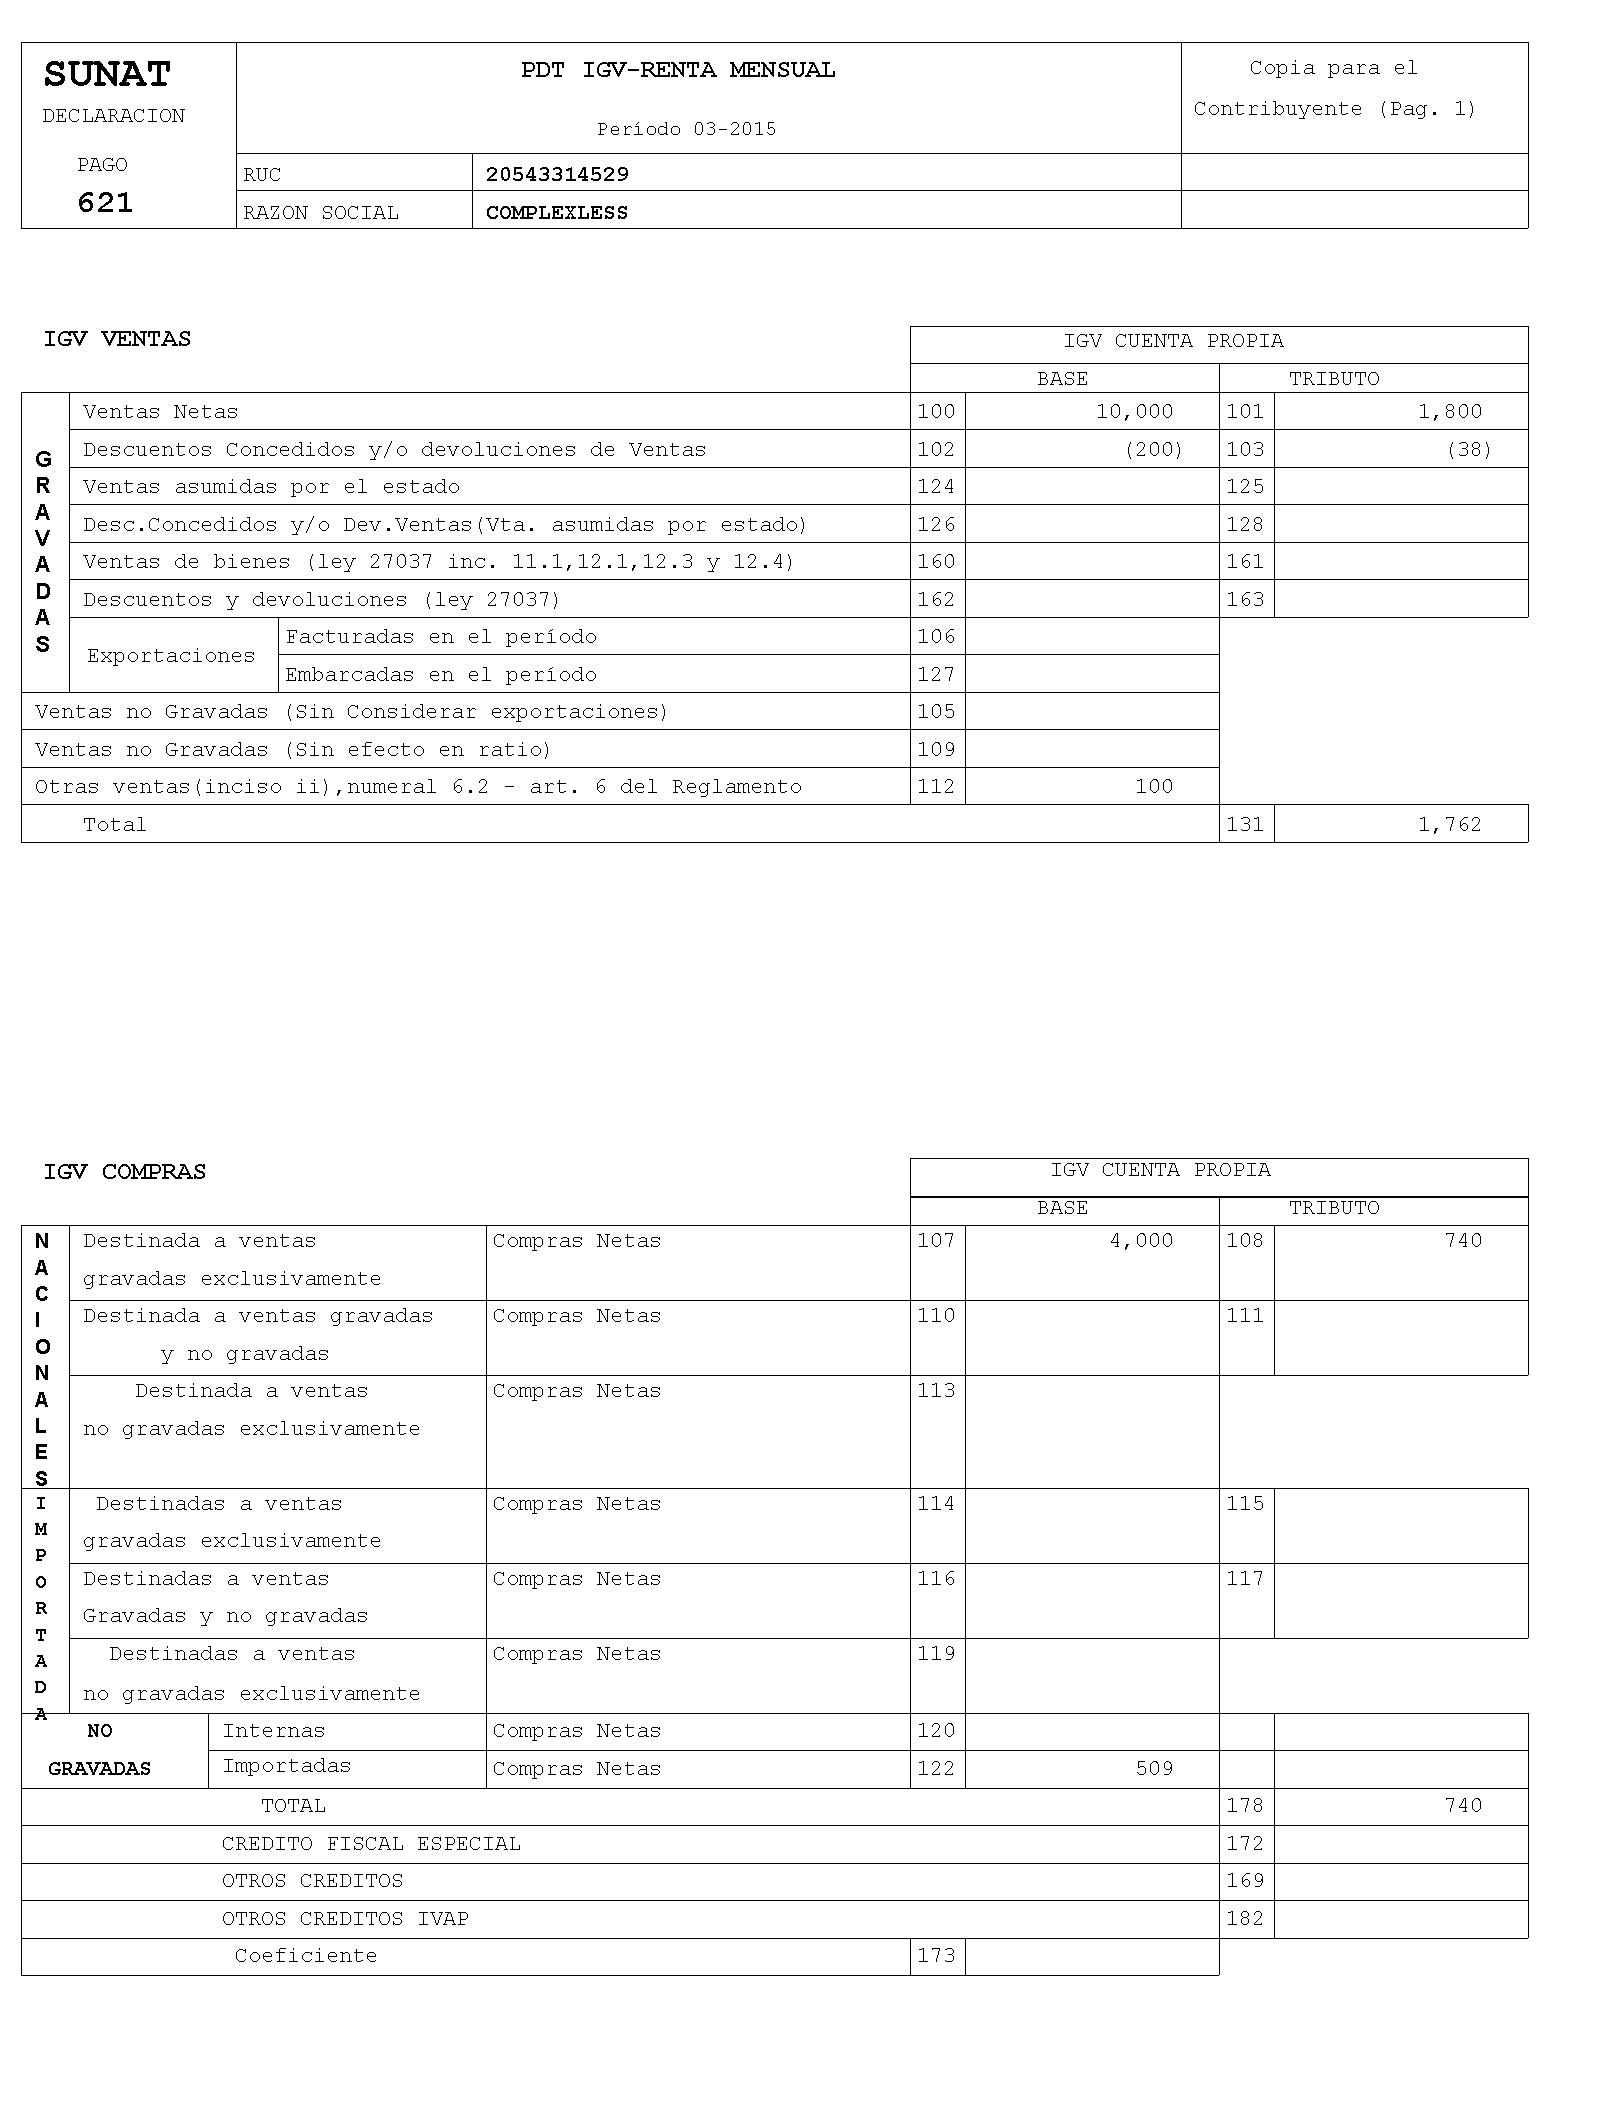 SUNAT
DECLARACION
PAGO
621
PDT IGV-RENTA MENSUAL
Período 03-2015
Copia para el
Contribuyente (Pag. 1)
RUC 20543314529
RAZON SOCIAL COMPLEXLESS
IGV VENTAS
IGV CUENTA PROPIA
BASE TRIBUTO
GRAVADAS
Ventas Netas 100 10,000 101 1,800
Descuentos Concedidos y/o devoluciones de Ventas 102 (200) 103 (38)
Ventas asumidas por el estado 124 125
Desc.Concedidos y/o Dev.Ventas(Vta. asumidas por estado) 126 128
Ventas de bienes (ley 27037 inc. 11.1,12.1,12.3 y 12.4) 160 161
Descuentos y devoluciones (ley 27037) 162 163
Exportaciones
Facturadas en el período 106
Embarcadas en el período 127
Ventas no Gravadas (Sin Considerar exportaciones) 105
Ventas no Gravadas (Sin efecto en ratio) 109
Otras ventas(inciso ii),numeral 6.2 - art. 6 del Reglamento 112 100
Total 131 1,762
IGV COMPRAS
IGV CUENTA PROPIA
BASE TRIBUTO
NACIONALES
Destinada a ventas Compras Netas 107 4,000 108 740
gravadas exclusivamente
Destinada a ventas gravadas Compras Netas 110 111
y no gravadas
Destinada a ventas Compras Netas 113
no gravadas exclusivamente
IMPORTADA
Destinadas a ventas Compras Netas 114 115
gravadas exclusivamente
Destinadas a ventas Compras Netas 116 117
Gravadas y no gravadas
Destinadas a ventas Compras Netas 119
no gravadas exclusivamente
NO
GRAVADAS
Internas Compras Netas 120
Importadas Compras Netas 122 509
TOTAL 178 740
CREDITO FISCAL ESPECIAL 172
OTROS CREDITOS 169
OTROS CREDITOS IVAP 182
Coeficiente 173